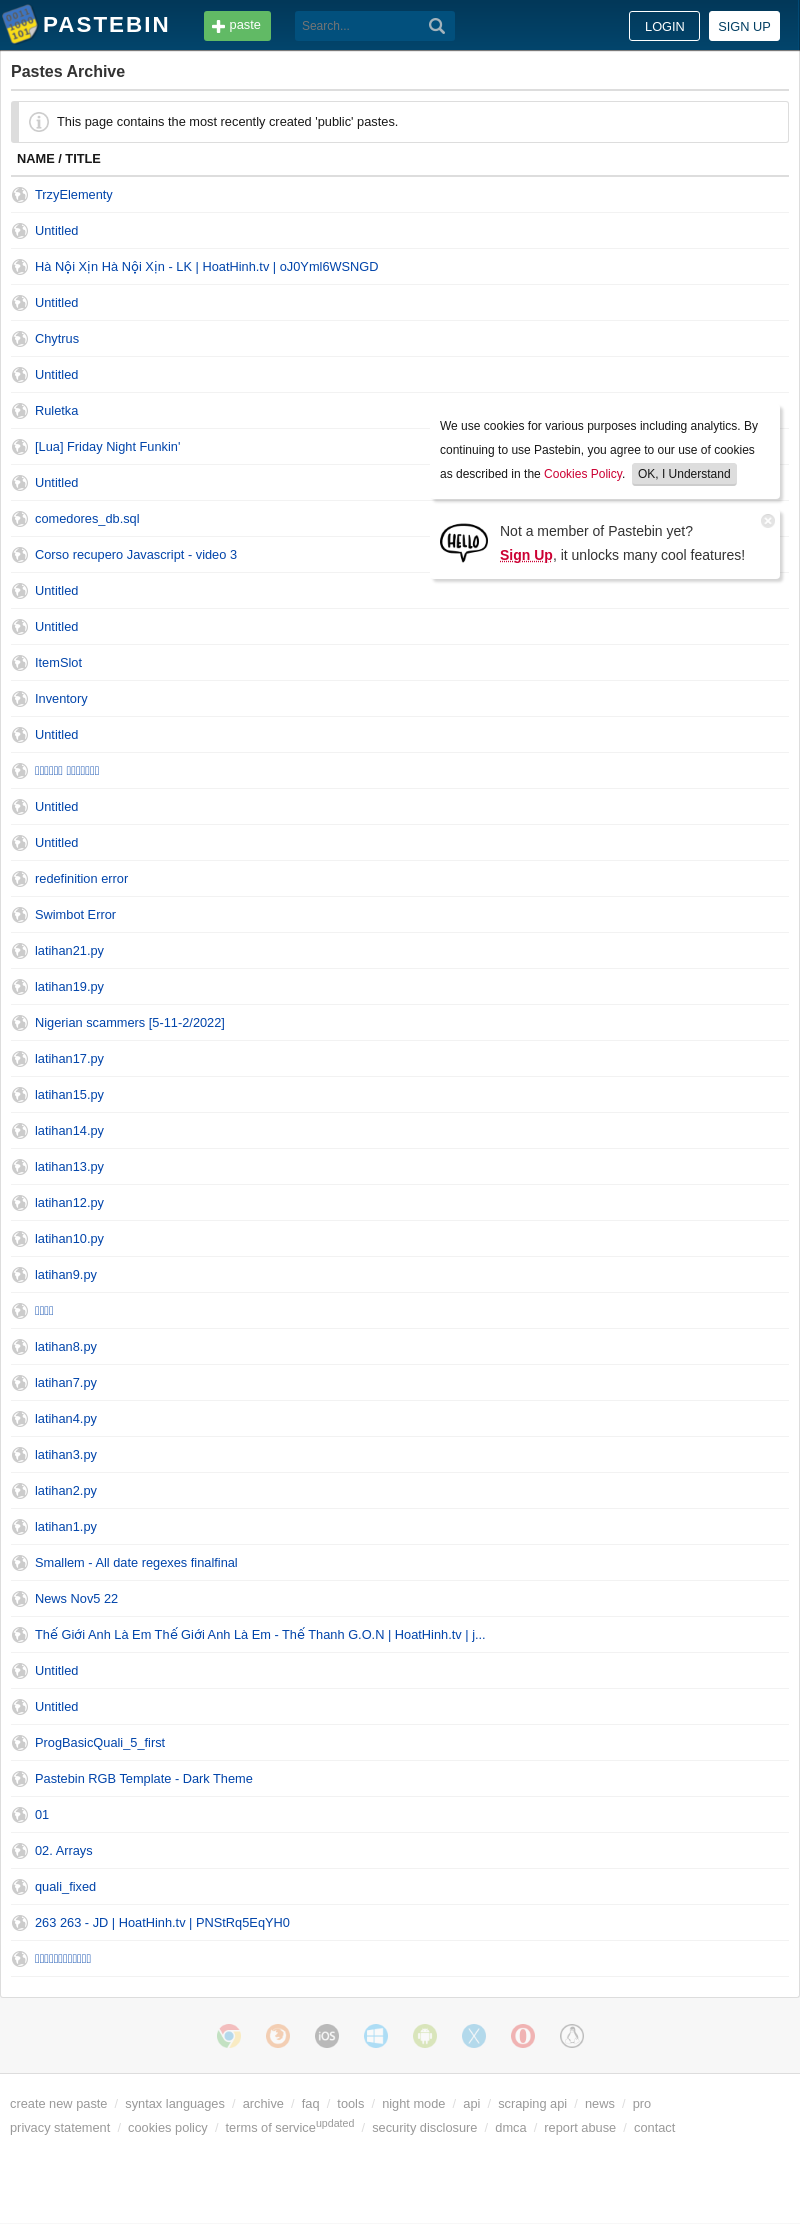 PASTEBIN
paste
Search...
LOGIN
SIGN UP
Pastes Archive
This page contains the most recently created 'public' pastes.
NAME / TITLE
TrzyElementy
Untitled
Hà Nội Xịn Hà Nội Xịn - LK | HoatHinh.tv | oJ0Yml6WSNGD
Untitled
Chytrus
Untitled
Ruletka
[Lua] Friday Night Funkin'
Untitled
comedores_db.sql
Corso recupero Javascript - video 3
We use cookies for various purposes including analytics. By
continuing to use Pastebin, you agree to our use of cookies
as described in the Cookies Policy. OK, I Understand
HELLO
Not a member of Pastebin yet?
Sign Up, it unlocks many cool features!
Untitled
Untitled
ItemSlot
Inventory
Untitled
Untitled
Untitled
redefinition error
Swimbot Error
latihan21.py
latihan19.py
Nigerian scammers [5-11-2/2022]
latihan17.py
latihan15.py
latihan14.py
latihan13.py
latihan12.py
latihan10.py
latihan9.py
latihan8.py
latihan7.py
latihan4.py
latihan3.py
latihan2.py
latihan1.py
Smallem - All date regexes finalfinal
News Nov5 22
Thế Giới Anh Là Em Thế Giới Anh Là Em - Thế Thanh G.O.N | HoatHinh.tv | j...
Untitled
Untitled
ProgBasicQuali_5_first
Pastebin RGB Template - Dark Theme
01
02. Arrays
quali_fixed
263 263 - JD | HoatHinh.tv | PNStRq5EqYH0
iOS
create new paste / syntax languages / archive / faq / tools / night mode / api / scraping api / news / pro
privacy statement / cookies policy / terms of service updated / security disclosure / dmca / report abuse / contact